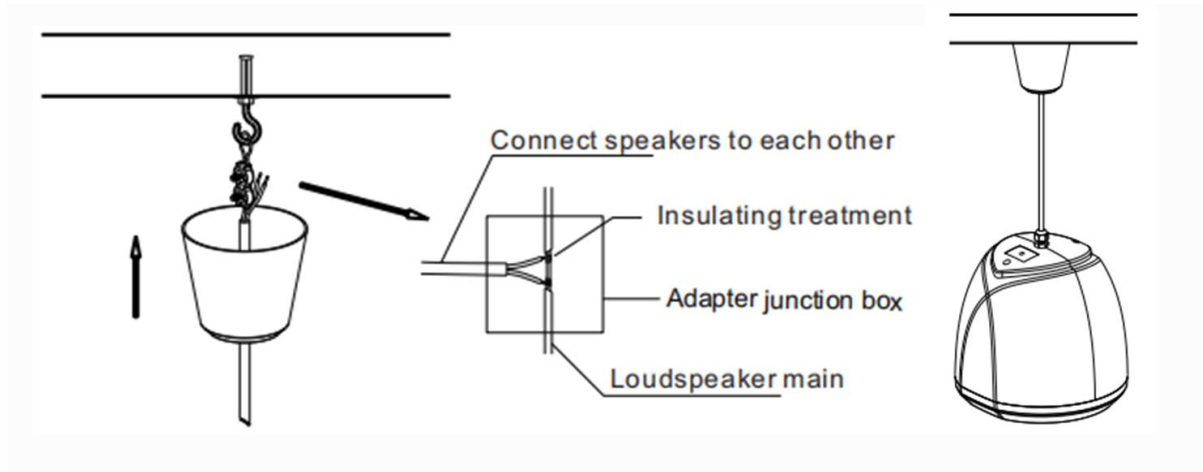 Connect speakers to each other
Insulating treatment
Adapter junction box
Loudspeaker main